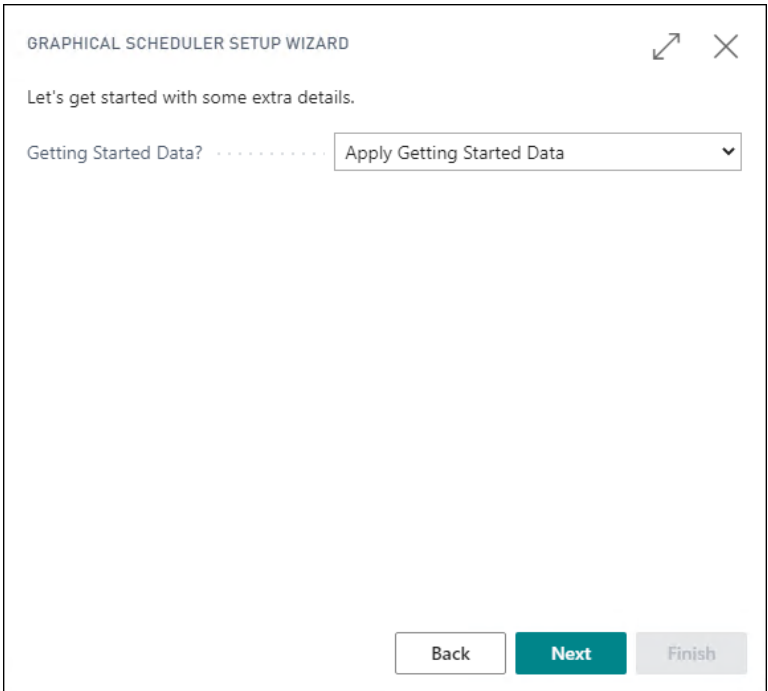 GRAPHICAL SCHEDULER SETUP WIZARD
Let's get started with some extra details.
Getting Started Data? Apply Getting Started Data
Back Next Finish